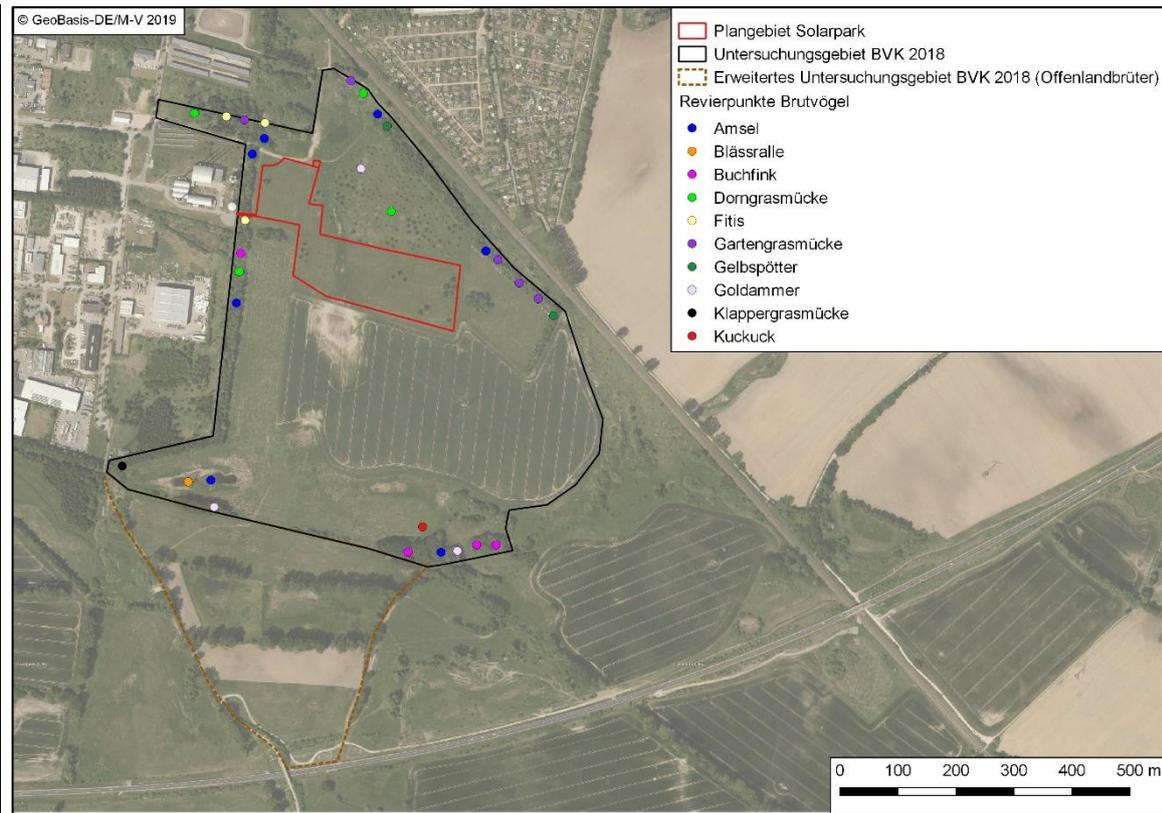 © GeoBasis-DE/M-V 2019
Plangebiet Solarpark
Untersuchungsgebiet BVK 2018
Erweitertes Untersuchungsgebiet BVK 2018 (Offenlandbrüter)
Revierpunkte Brutvögel
Amsel
Blässralle
Buchfink
Dorngrasmücke
Fitis
Gartengrasmücke
Gelbspötter
Goldammer
Klappergrasmücke
Kuckuck
0 100 200 300 400 500 m